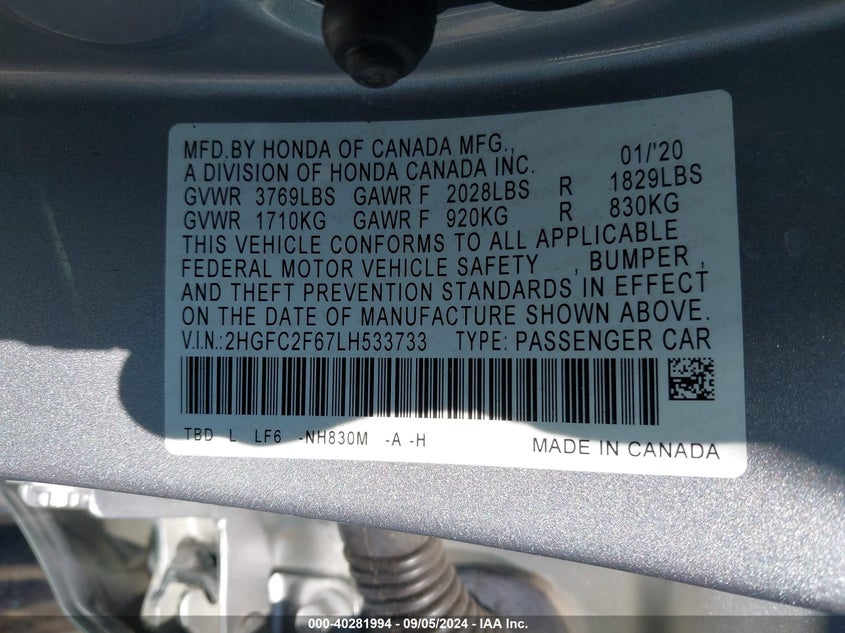 MFD.BY HONDA OF CANADA MFG., 01/'20
A DIVISION OF HONDA CANADA INC.
GVWR 3769LBS GAWR F 2028LBS R 1829LBS
GVWR 1710KG GAWR F 920KG R 830KG
THIS VEHICLE CONFORMS TO ALL APPLICABLE
FEDERAL MOTOR VEHICLE SAFETY , BUMPER ,
AND THEFT PREVENTION STANDARDS IN EFFECT
ON THE DATE OF MANUFACTURE SHOWN ABOVE.
V.I.N.:2HGFC2F67LH533733 TYPE: PASSENGER CAR
TBD L LF6 -NH830M -A -H MADE IN CANADA
000-40281994 - 09/05/2024 - IAA Inc.